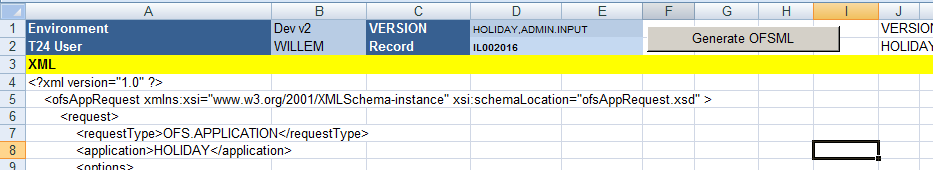 A B C D E F G H I J
1 Environment Dev v2 VERSION HOLIDAY,ADMIN.INPUT Generate OFSML VERSION
2 T24 User WILLEM Record IL002016 HOLIDAY
3 XML
4 <?xml version="1.0" ?>
5 <ofsAppRequest xmlns:xsi="www.w3.org/2001/XMLSchema-instance" xsi:schemaLocation="ofsAppRequest.xsd" >
6 <request>
7 <requestType>OFS.APPLICATION</requestType>
8 <application>HOLIDAY</application>
9 <options>